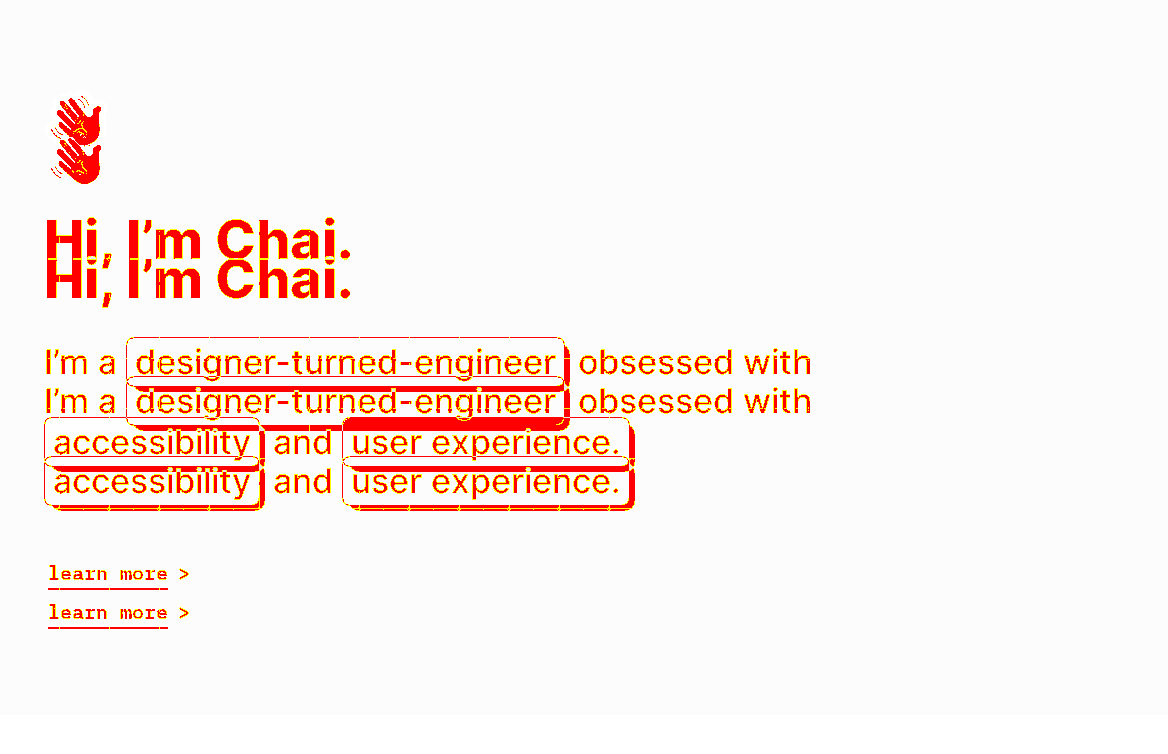 Hi, I’m Chai.
Hi, I’m Chai.
I’m a designer-turned-engineer obsessed with
I’m a designer-turned-engineer obsessed with
accessibility and user experience.
accessibility and user experience.
learn more >
learn more >